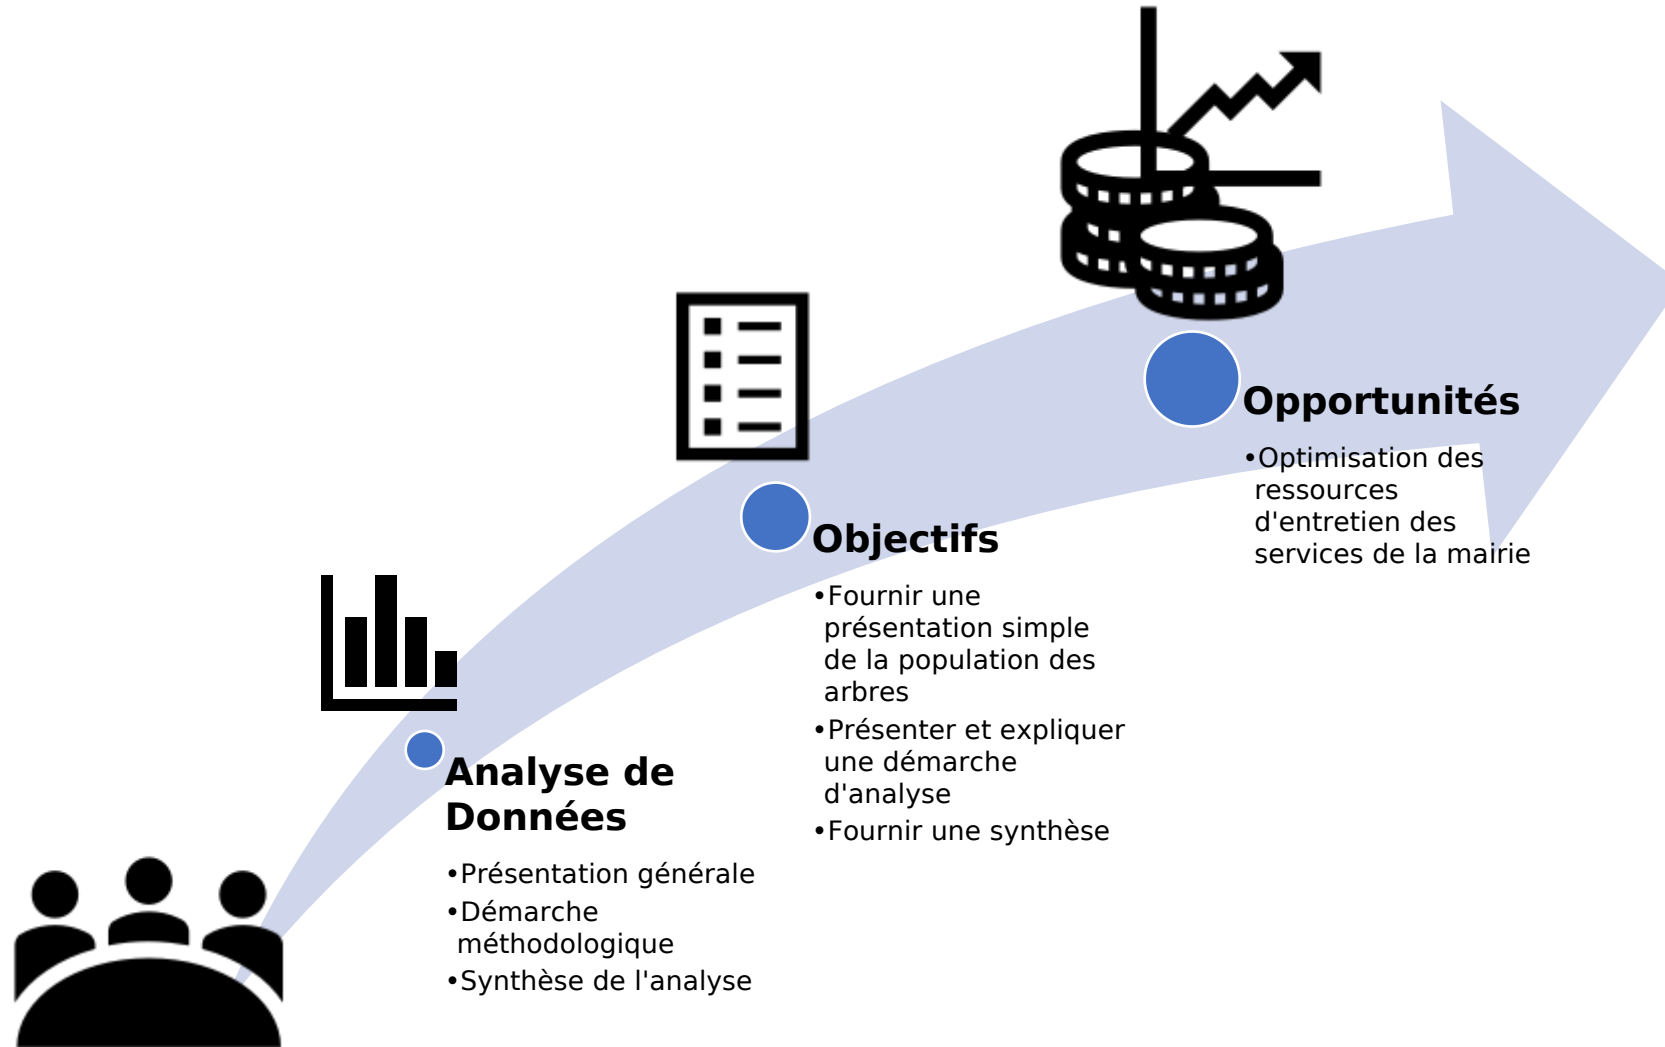 Analyse de
Données
•Présentation générale
•Démarche
méthodologique
•Synthèse de l'analyse
Objectifs
•Fournir une
présentation simple
de la population des
arbres
•Présenter et expliquer
une démarche
d'analyse
•Fournir une synthèse
Opportunités
•Optimisation des
ressources
d'entretien des
services de la mairie